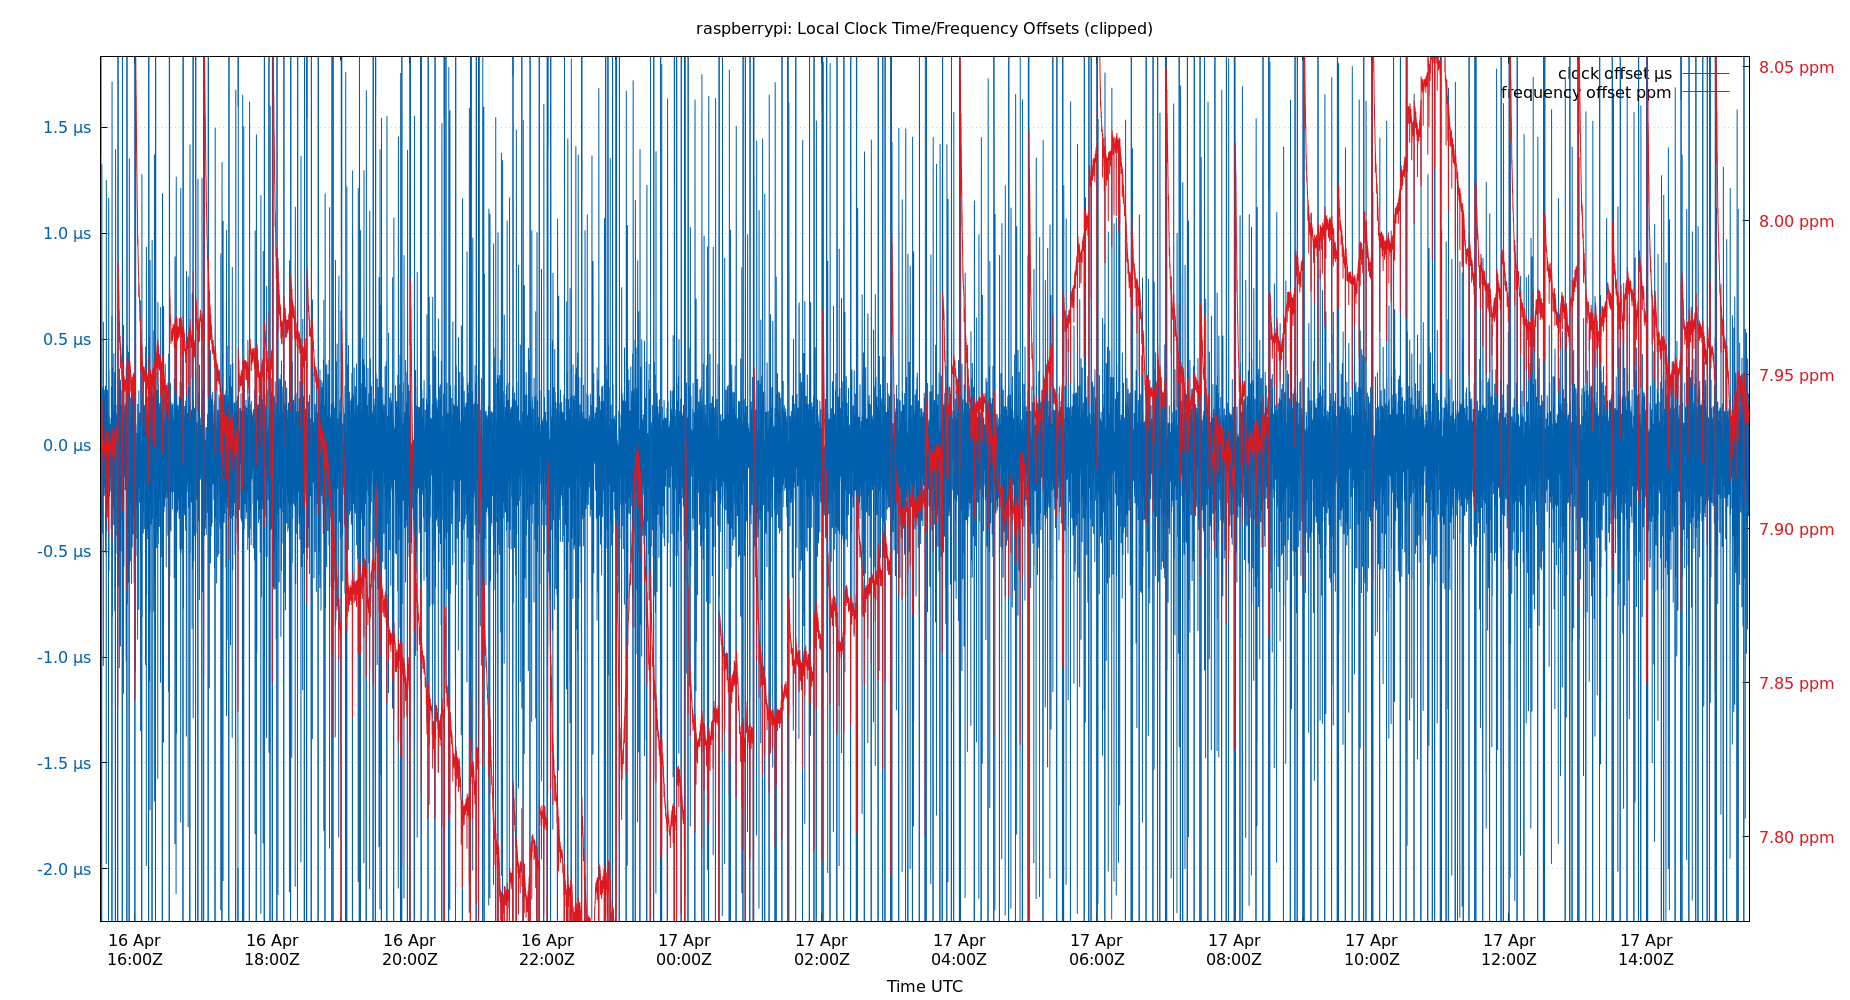 raspberrypi: Local Clock Time/Frequency Offsets (clipped)
clock offset µs
frequency offset ppm
1.5 µs
1.0 µs
0.5 µs
0.0 µs
-0.5 µs
-1.0 µs
-1.5 µs
-2.0 µs
8.05 ppm
8.00 ppm
7.95 ppm
7.90 ppm
7.85 ppm
7.80 ppm
16 Apr 16 Apr 16 Apr 16 Apr 17 Apr 17 Apr 17 Apr 17 Apr 17 Apr 17 Apr 17 Apr 17 Apr
16:00Z 18:00Z 20:00Z 22:00Z 00:00Z 02:00Z 04:00Z 06:00Z 08:00Z 10:00Z 12:00Z 14:00Z
Time UTC